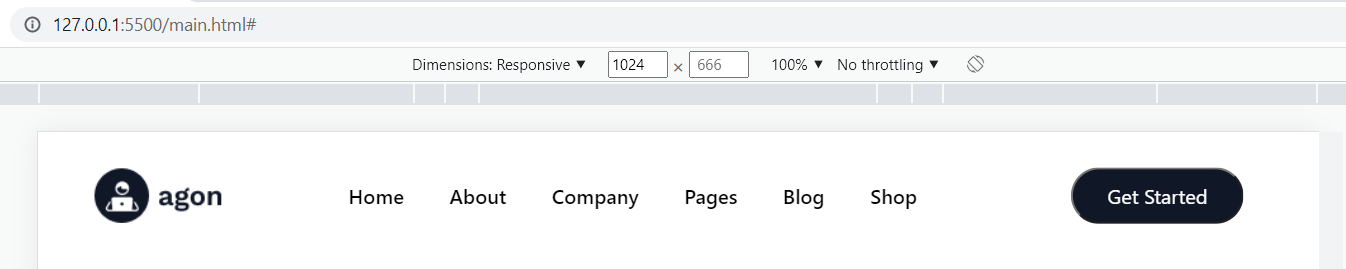 127.0.0.1:5500/main.html#
Dimensions: Responsive ▼ 1024 × 666 100% ▼ No throttling ▼
agon Home About Company Pages Blog Shop Get Started